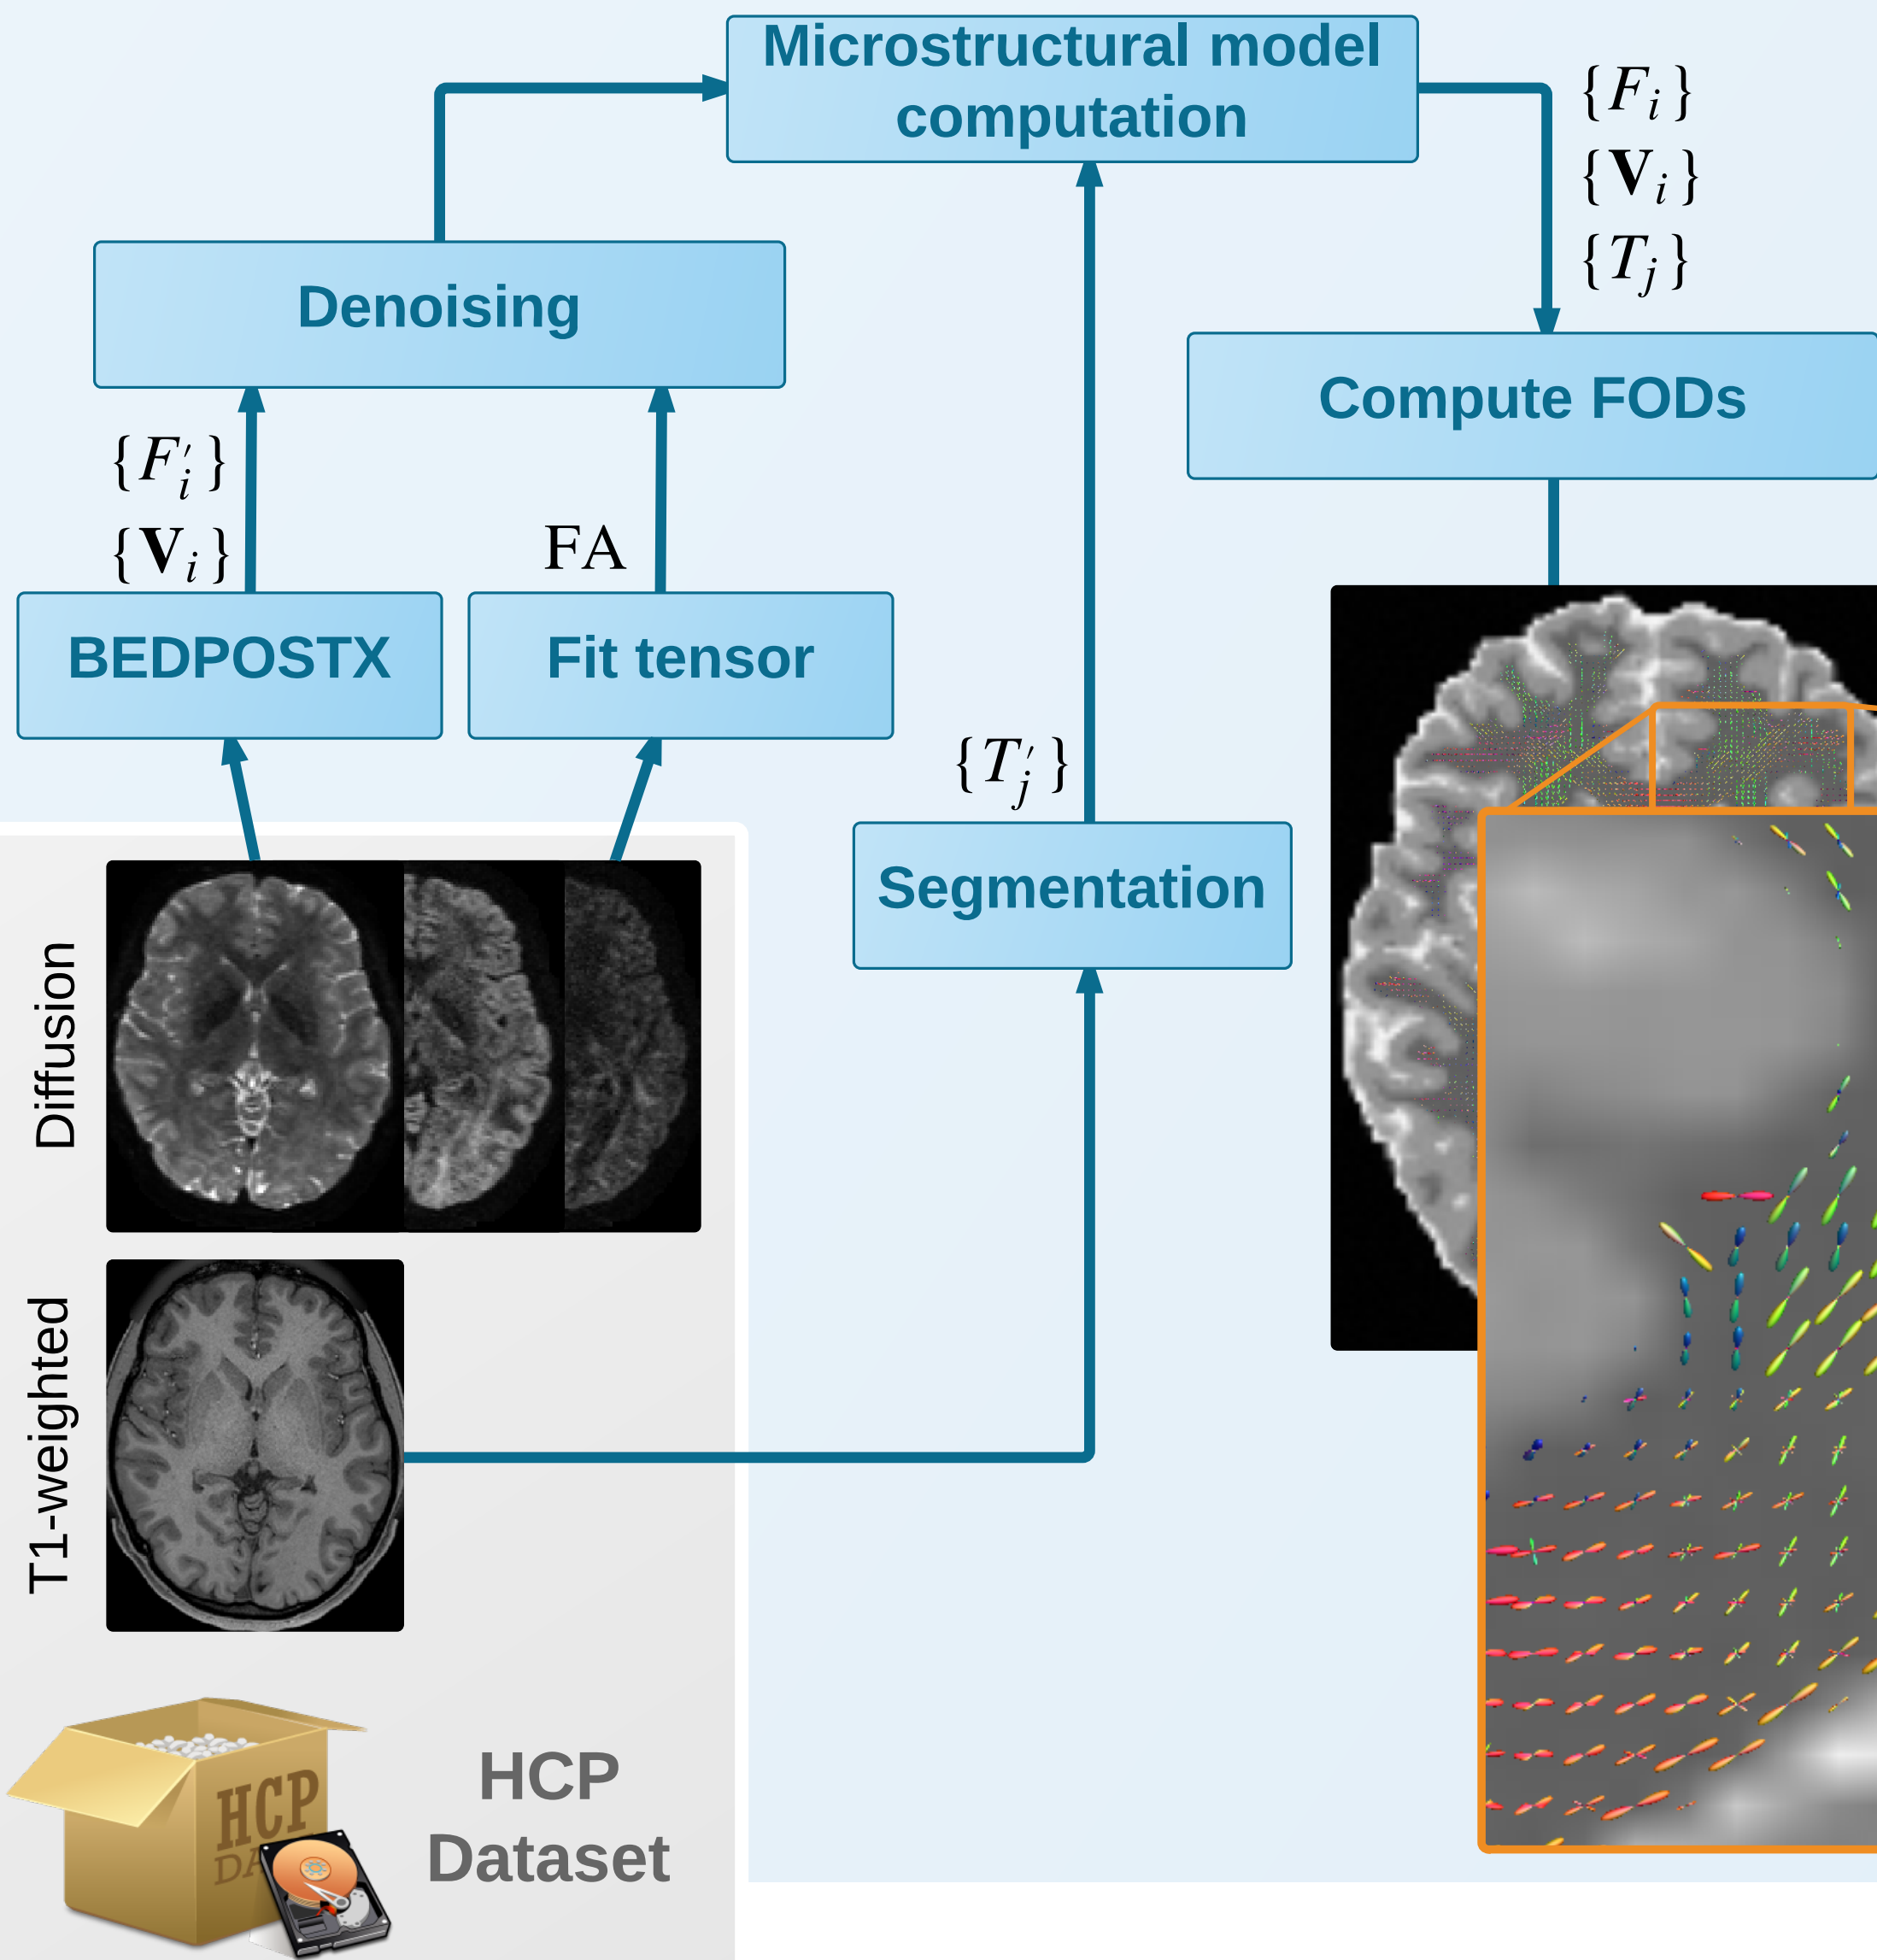 Microstructural model
computation
{F_i}
{V_i}
{T_j}
Denoising
Compute FODs
{F'_i}
{V_i}
FA
BEDPOSTX
Fit tensor
{T'_j}
Segmentation
Diffusion
T1-weighted
HCP
DA
HCP
Dataset